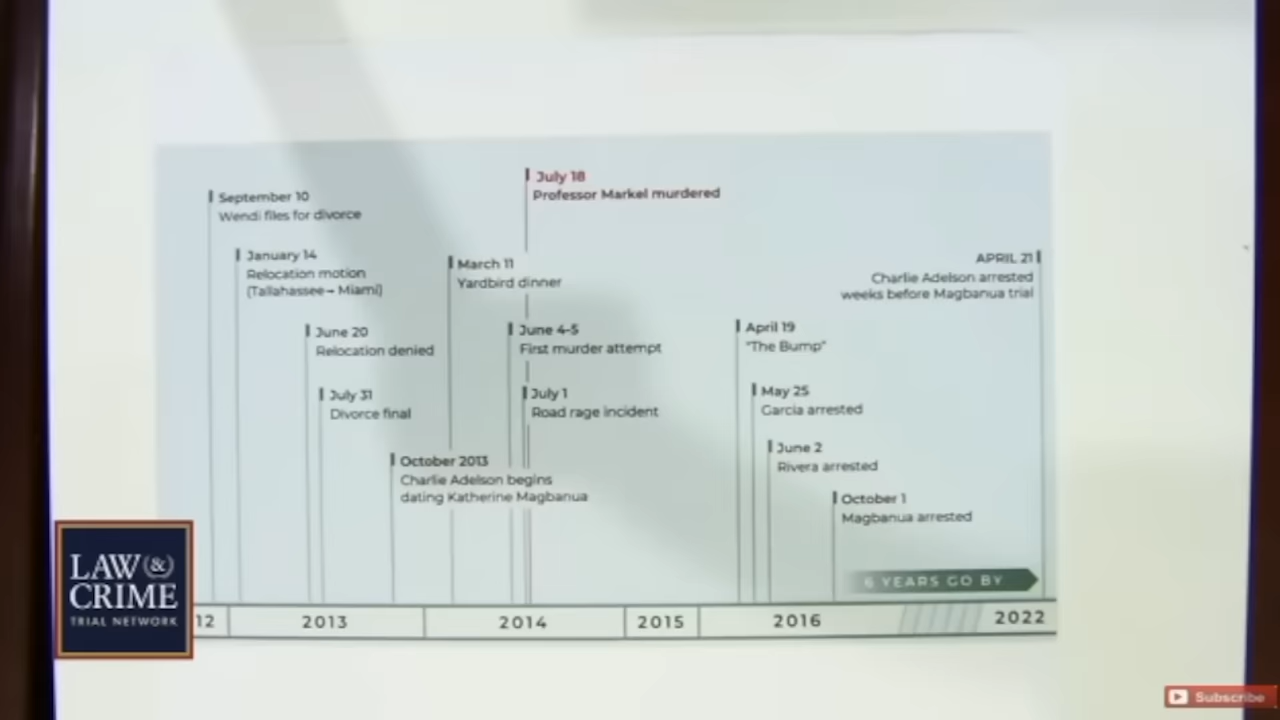 July 18
Professor Markel murdered
September 10
Wendi files for divorce
January 14
Relocation motion
(Tallahassee→ Miami)
March 11
Yardbird dinner
APRIL 21
Charlie Adelson arrested
weeks before Magbanua trial
June 20
Relocation denied
June 4-5
First murder attempt
April 19
"The Bump"
July 31
Divorce final
July 1
Road rage incident
May 25
Garcia arrested
June 2
Rivera arrested
October 2013
Charlie Adelson begins
dating Katherine Magbanua
October 1
Magbanua arrested
6 YEARS GO BY
12 2013 2014 2015 2016 2022
LAW &
CRIME
TRIAL NETWORK
Subscribe